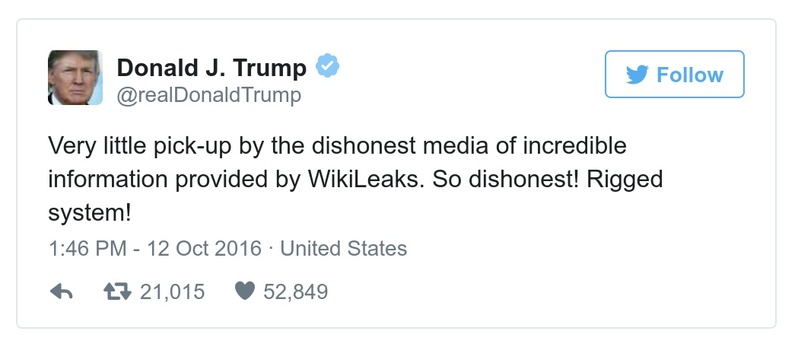 Donald J. Trump
@realDonaldTrump
Follow
Very little pick-up by the dishonest media of incredible
information provided by WikiLeaks. So dishonest! Rigged
system!
1:46 PM - 12 Oct 2016 · United States
21,015 52,849